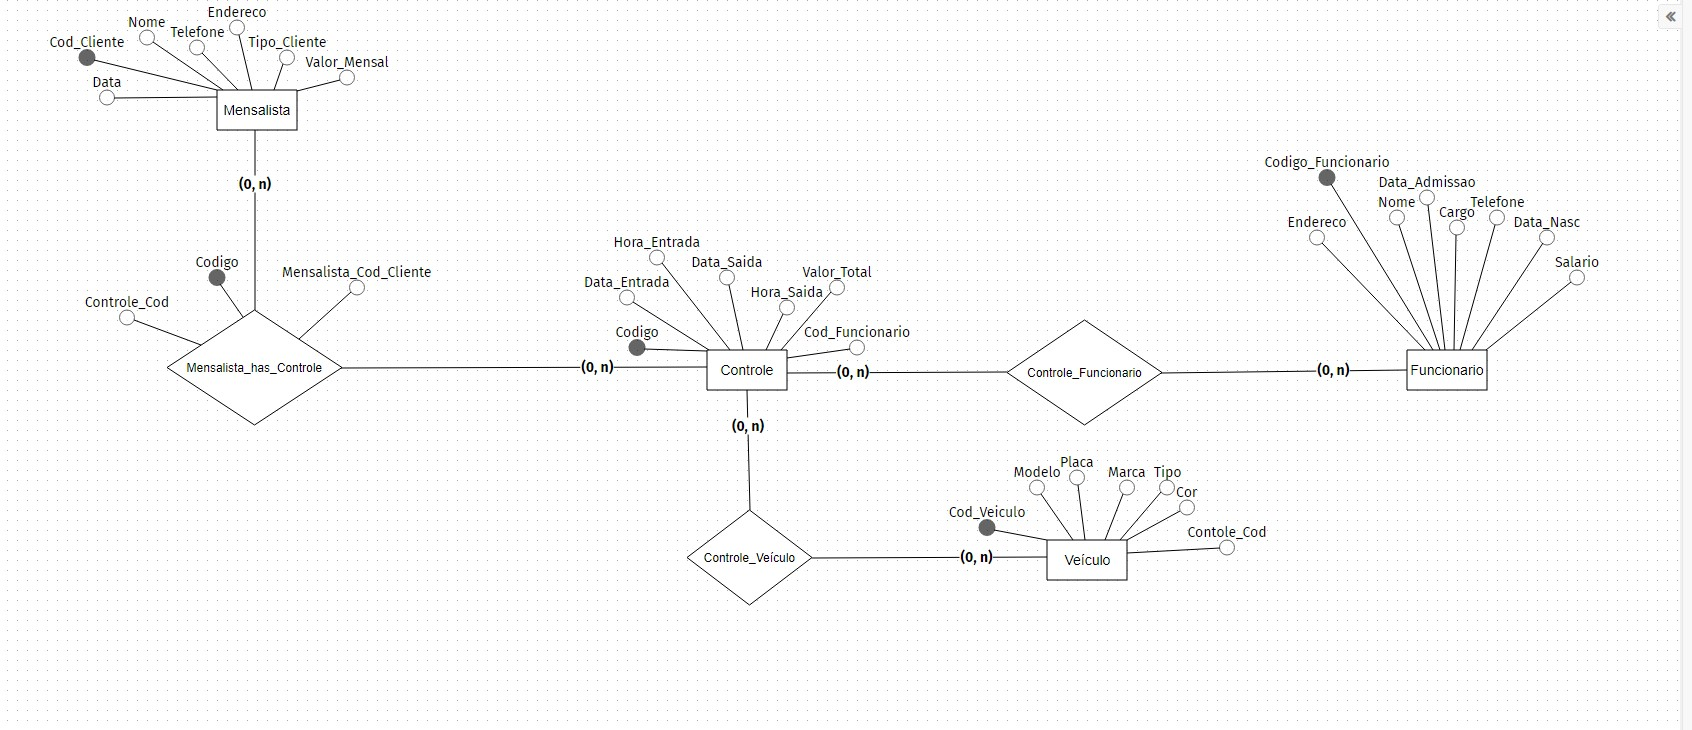 Endereco
Nome
Telefone
Cod_Cliente
Tipo_Cliente
Valor_Mensal
Data
Mensalista
(0, n)
Codigo
Mensalista_Cod_Cliente
Controle_Cod
Mensalista_has_Controle
(0, n)
Hora_Entrada
Data_Saida
Valor_Total
Data_Entrada
Hora_Saida
Codigo
Cod_Funcionario
Controle
(0, n)
Controle_Funcionario
(0, n)
Codigo_Funcionario
Data_Admissao
Nome
Telefone
Cargo
Endereco
Data_Nasc
Salario
Funcionario
(0, n)
Controle_Veículo
(0, n)
Placa
Modelo
Marca
Tipo
Cor
Cod_Veiculo
Contole_Cod
Veículo